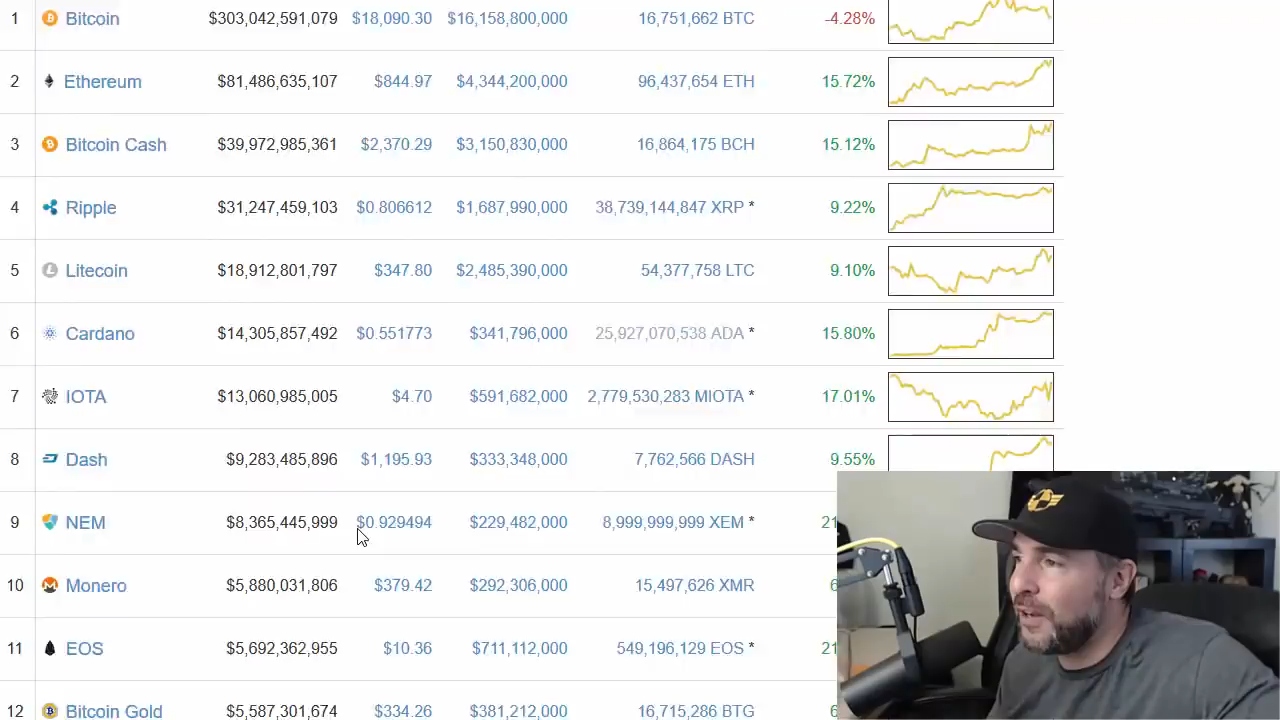 1 Bitcoin $303,042,591,079 $18,090.30 $16,158,800,000 16,751,662 BTC -4.28%
2 Ethereum $81,486,635,107 $844.97 $4,344,200,000 96,437,654 ETH 15.72%
3 Bitcoin Cash $39,972,985,361 $2,370.29 $3,150,830,000 16,864,175 BCH 15.12%
4 Ripple $31,247,459,103 $0.806612 $1,687,990,000 38,739,144,847 XRP * 9.22%
5 Litecoin $18,912,801,797 $347.80 $2,485,390,000 54,377,758 LTC 9.10%
6 Cardano $14,305,857,492 $0.551773 $341,796,000 25,927,070,538 ADA * 15.80%
7 IOTA $13,060,985,005 $4.70 $591,682,000 2,779,530,283 MIOTA * 17.01%
8 Dash $9,283,485,896 $1,195.93 $333,348,000 7,762,566 DASH 9.55%
9 NEM $8,365,445,999 $0.929494 $229,482,000 8,999,999,999 XEM * 21
10 Monero $5,880,031,806 $379.42 $292,306,000 15,497,626 XMR 6
11 EOS $5,692,362,955 $10.36 $711,112,000 549,196,129 EOS * 21
12 Bitcoin Gold $5,587,301,674 $334.26 $381,212,000 16,715,286 BTG 6